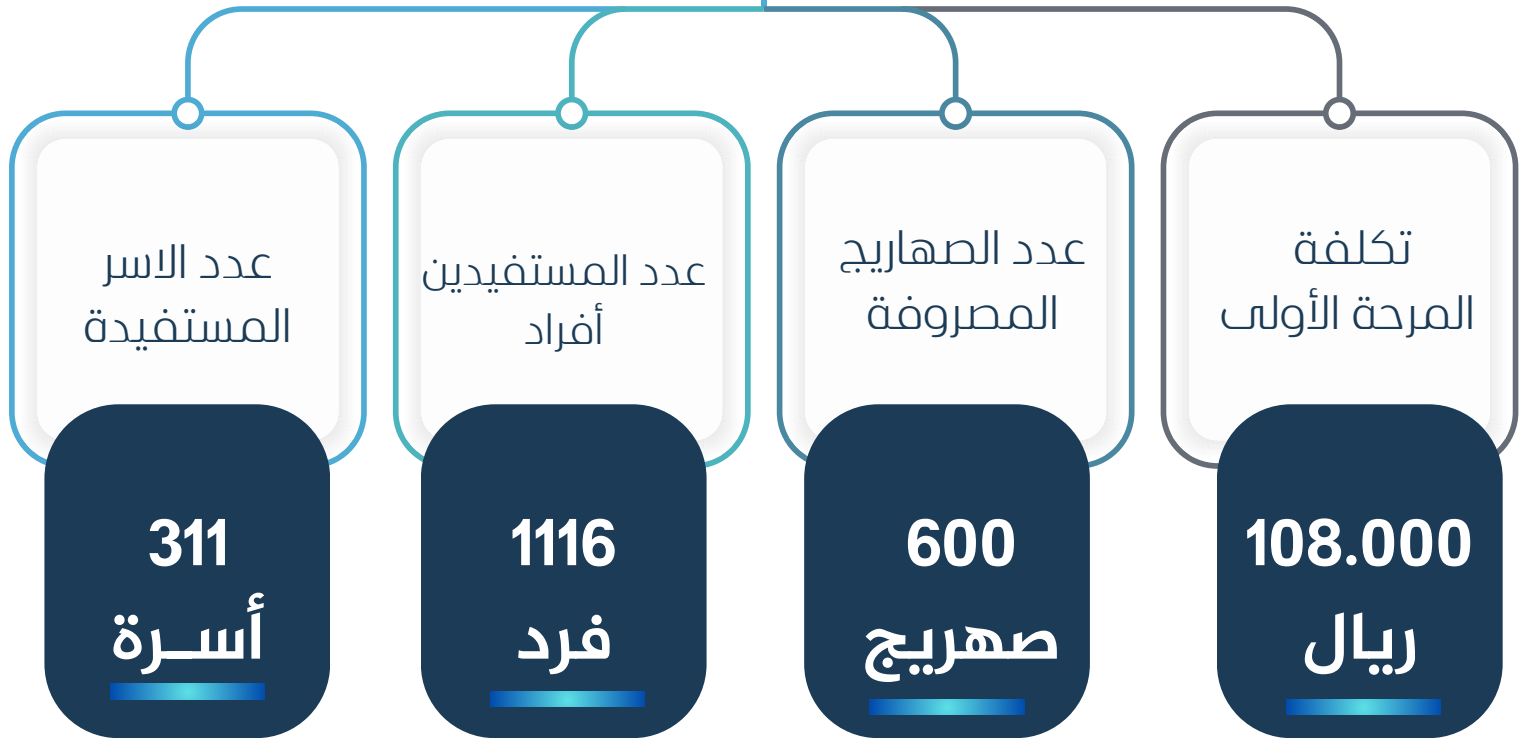 تكلفة
المرحة الأولى
108.000
ريال
عدد الصهاريج
المصروفة
600
صهريج
عدد المستفيدين
أفراد
1116
فرد
عدد الاسر
المستفيدة
311
أسـرة